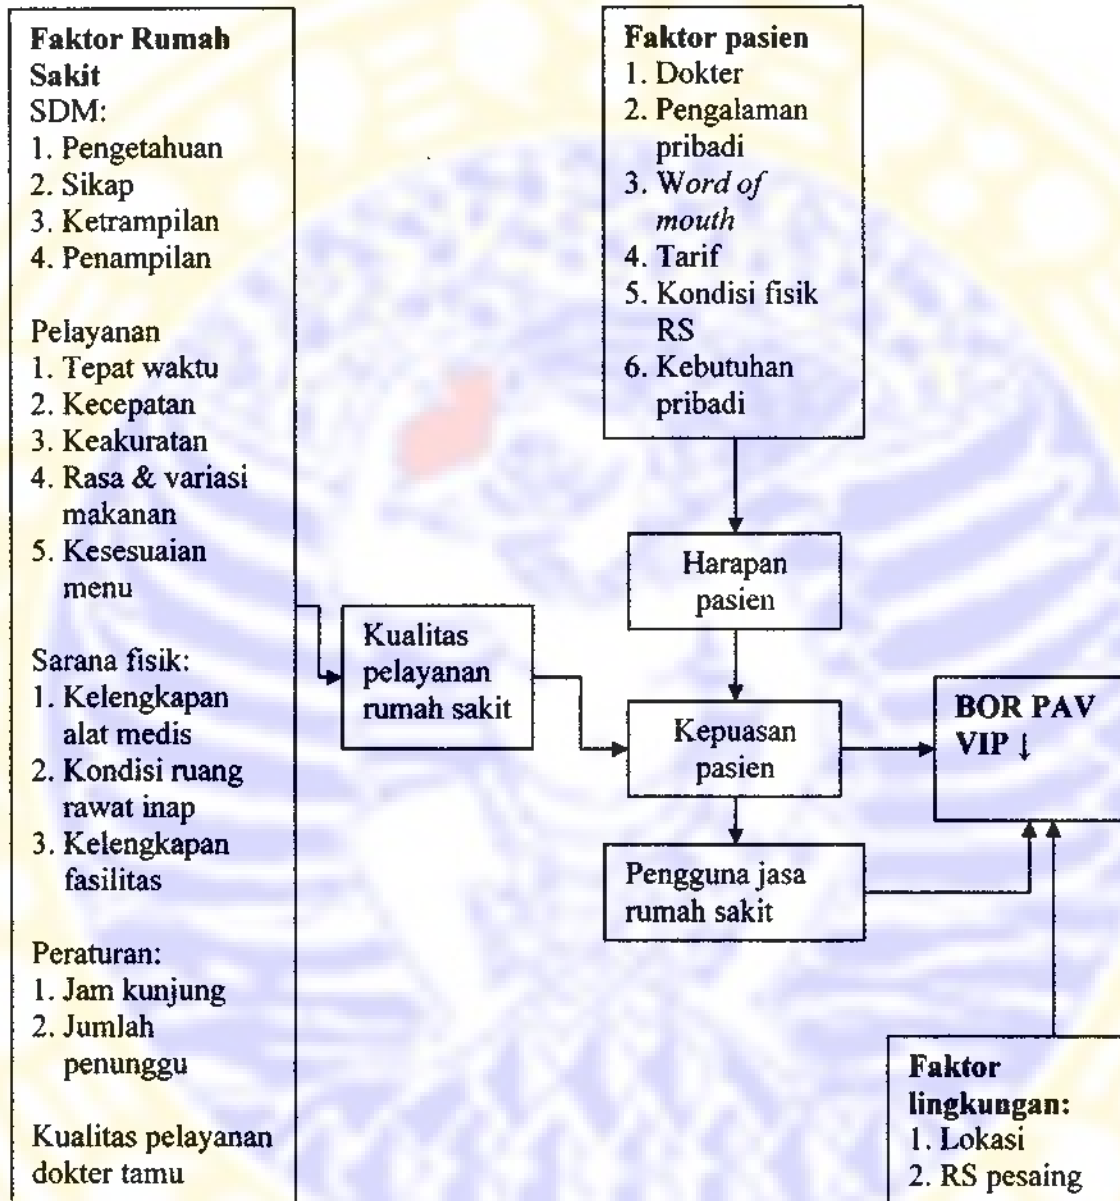 Faktor Rumah
Sakit
SDM:
1. Pengetahuan
2. Sikap
3. Ketrampilan
4. Penampilan
Pelayanan
1. Tepat waktu
2. Kecepatan
3. Keakuratan
4. Rasa & variasi
makanan
5. Kesesuaian
menu
Sarana fisik:
1. Kelengkapan
alat medis
2. Kondisi ruang
rawat inap
3. Kelengkapan
fasilitas
Peraturan:
1. Jam kunjung
2. Jumlah
penunggu
Kualitas pelayanan
dokter tamu
Kualitas
pelayanan
rumah sakit
Faktor pasien
1. Dokter
2. Pengalaman
pribadi
3. Word of
mouth
4. Tarif
5. Kondisi fisik
RS
6. Kebutuhan
pribadi
Harapan
pasien
Kepuasan
pasien
Pengguna jasa
rumah sakit
BOR PAV
VIP ↓
Faktor
lingkungan:
1. Lokasi
2. RS pesaing